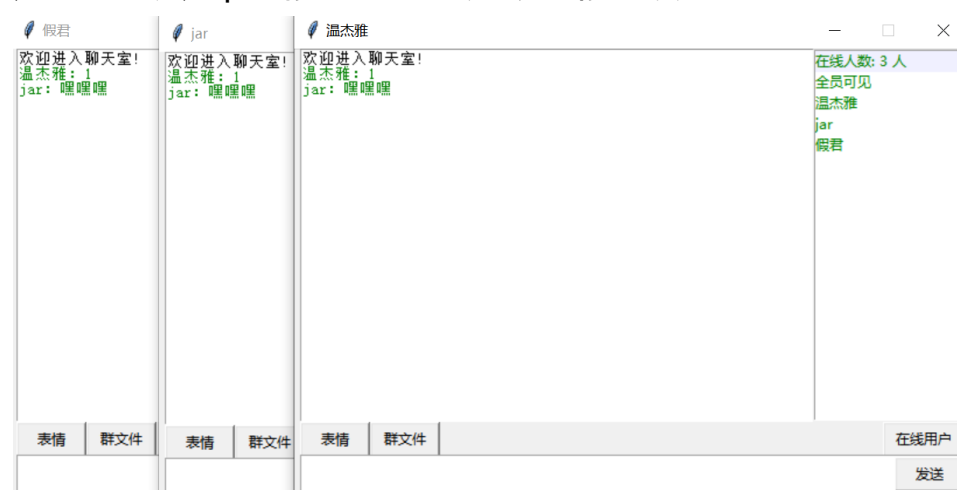 假君
欢迎进入聊天室!
温杰雅: 1
jar: 嘿嘿嘿
表情
群文件
jar
欢迎进入聊天室!
温杰雅: 1
jar: 嘿嘿嘿
表情
群文件
温杰雅
欢迎进入聊天室!
温杰雅: 1
jar: 嘿嘿嘿
在线人数: 3 人
全员可见
温杰雅
jar
假君
表情
群文件
在线用户
发送